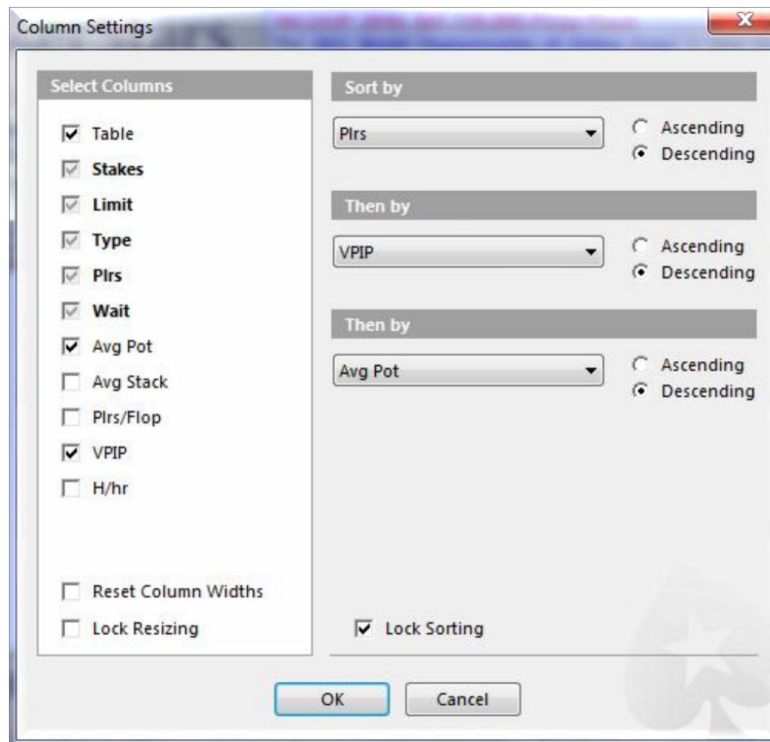 Column Settings
Select Columns
Table
Stakes
Limit
Type
Plrs
Wait
Avg Pot
Avg Stack
Plrs/Flop
VPIP
H/hr
Reset Column Widths
Lock Resizing
Sort by
Plrs
Ascending
Descending
Then by
VPIP
Ascending
Descending
Then by
Avg Pot
Ascending
Descending
Lock Sorting
OK
Cancel